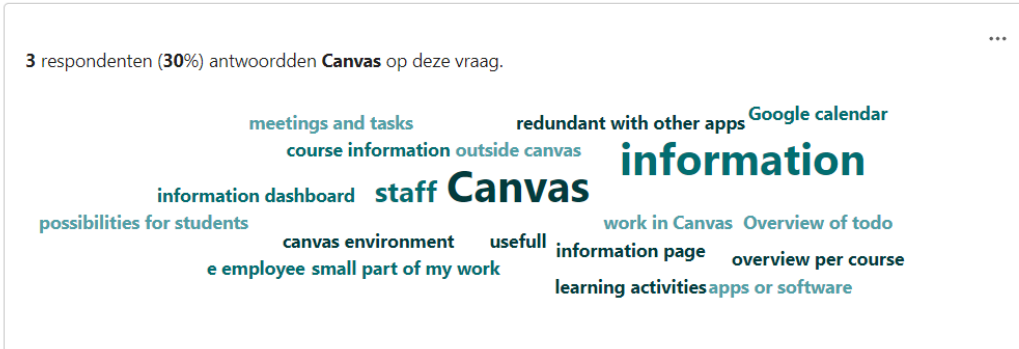 3 respondenten (30%) antwoordden Canvas op deze vraag.
Google calendar
meetings and tasks
redundant with other apps
course information
outside canvas
information
information dashboard
staff
Canvas
possibilities for students
work in Canvas
Overview of todo
canvas environment
usefull
information page
overview per course
e employee
small part of my work
learning activities
apps or software